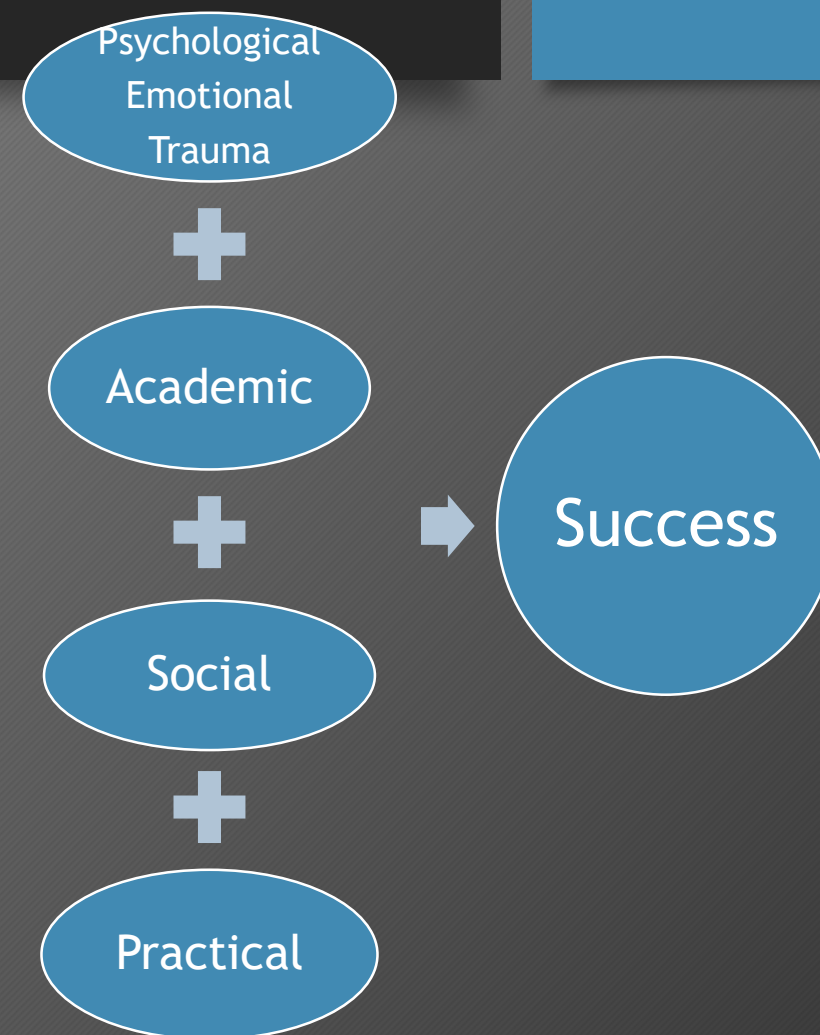 Psychological
Emotional
Trauma
Academic
Success
Social
Practical